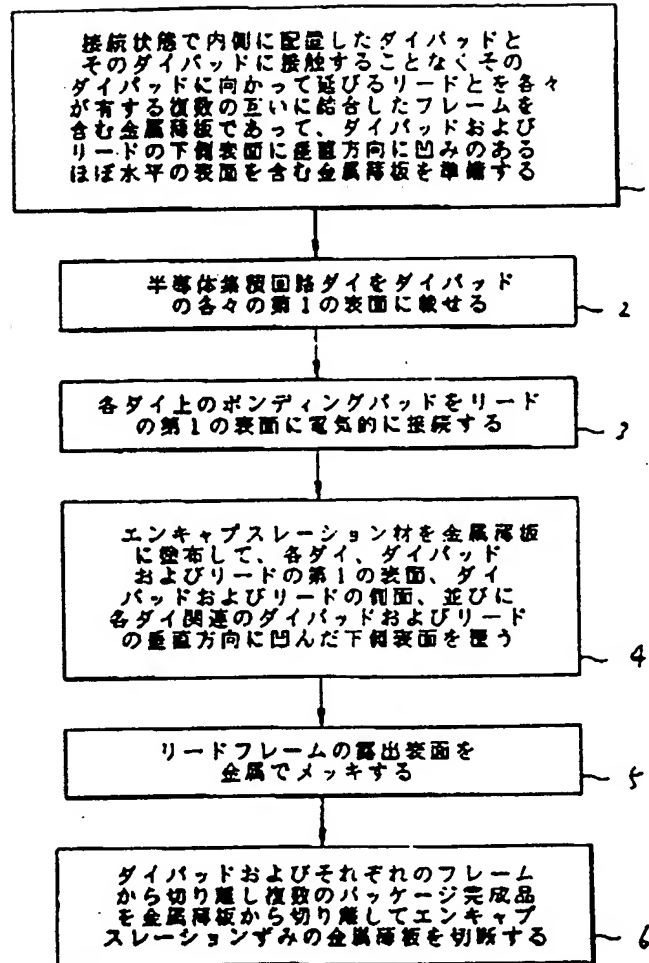 接続状態で内側に配置したダイパッドと
そのダイパッドに接触することなくその
ダイパッドに向かって延びるリードとを各々
が有する複数の互いに結合したフレームを
含む金属薄板であって、ダイパッドおよび
リードの下側表面に垂直方向に凹みのある
ほぼ水平の表面を含む金属薄板を準備する
半導体集積回路ダイをダイパッド
の各々の第1の表面に載せる
2
各ダイ上のボンディングパッドをリード
の第1の表面に電気的に接続する
3
エンキャプスレーション材を金属薄板
に塗布して、各ダイ、ダイパッド
およびリードの第1の表面、ダイ
パッドおよびリードの側面、並びに
各ダイ関連のダイパッドおよびリード
の垂直方向に凹んだ下側表面を覆う
4
リードフレームの露出表面を
金属でメッキする
5
ダイパッドおよびそれぞれのフレーム
から切り離し複数のパッケージ完成品
を金属薄板から切り離してエンキャプ
スレーションずみの金属薄板を切断する
6